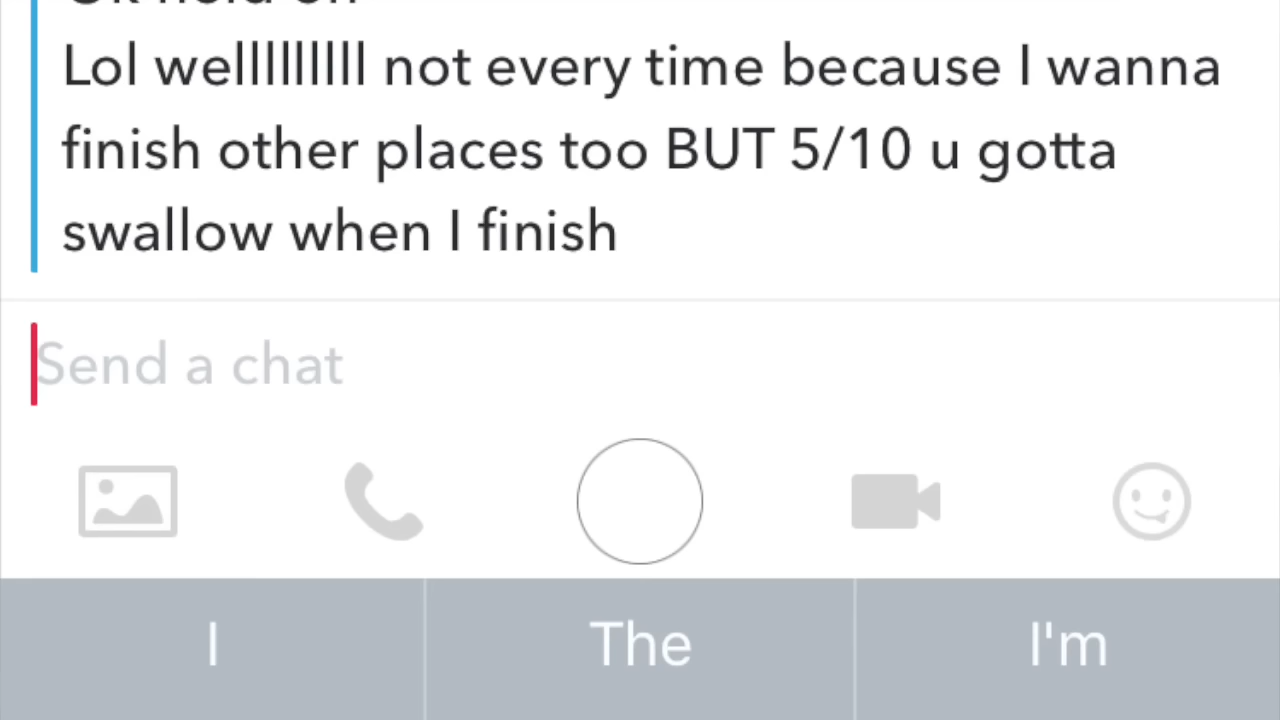 Lol welllllllll not every time because I wanna
finish other places too BUT 5/10 u gotta
swallow when I finish
Send a chat
I
The
I'm